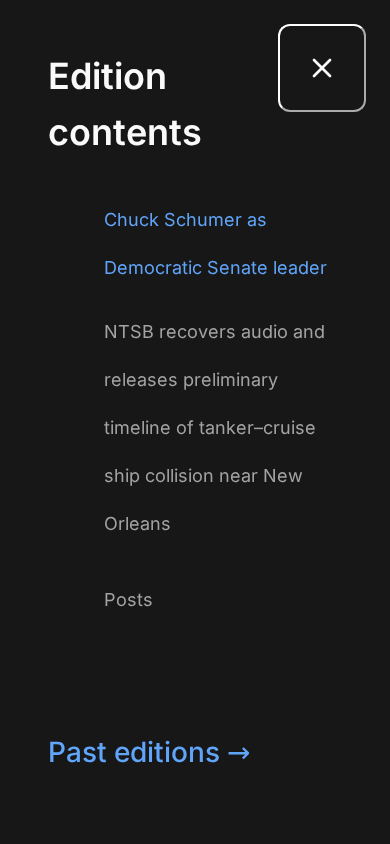 Edition
contents
Chuck Schumer as
Democratic Senate leader
NTSB recovers audio and
releases preliminary
timeline of tanker–cruise
ship collision near New
Orleans
Posts
Past editions →